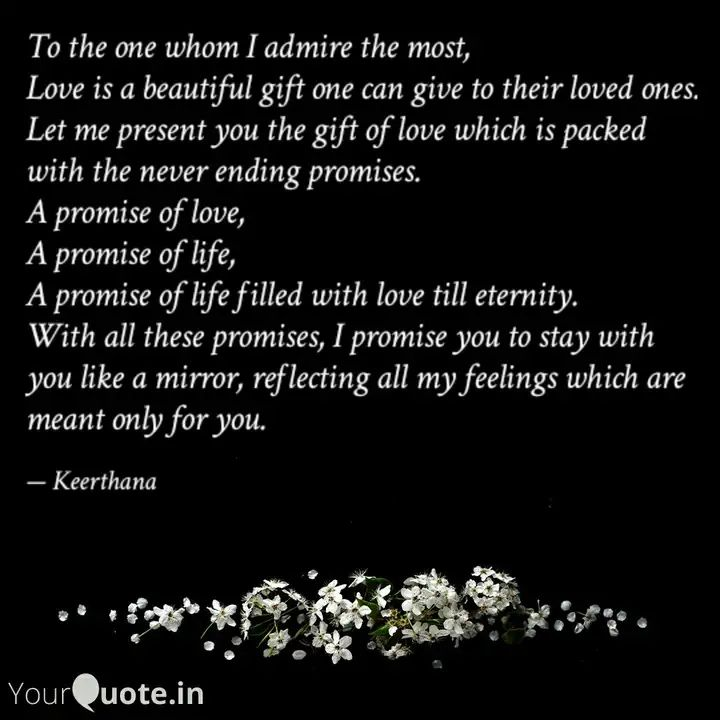 To the one whom I admire the most,
Love is a beautiful gift one can give to their loved ones.
Let me present you the gift of love which is packed
with the never ending promises.
A promise of love,
A promise of life,
A promise of life filled with love till eternity.
With all these promises, I promise you to stay with
you like a mirror, reflecting all my feelings which are
meant only for you.
— Keerthana
YourQuote.in